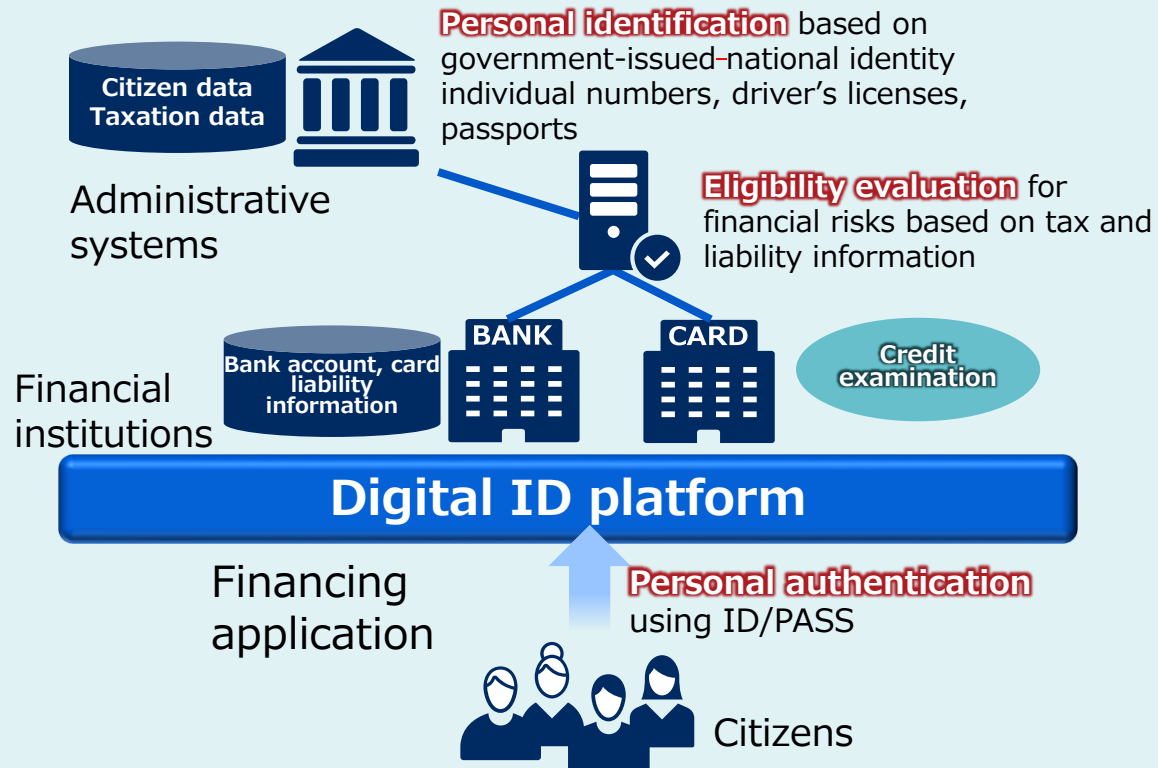 Personal identification based on
government-issued-national identity
individual numbers, driver's licenses,
passports
Citizen data
Taxation data
Administrative
systems
Eligibility evaluation for
financial risks based on tax and
liability information
BANK
CARD
Bank account, card
liability
information
Credit
examination
Financial
institutions
Digital ID platform
Financing
application
Personal authentication
using ID/PASS
Citizens